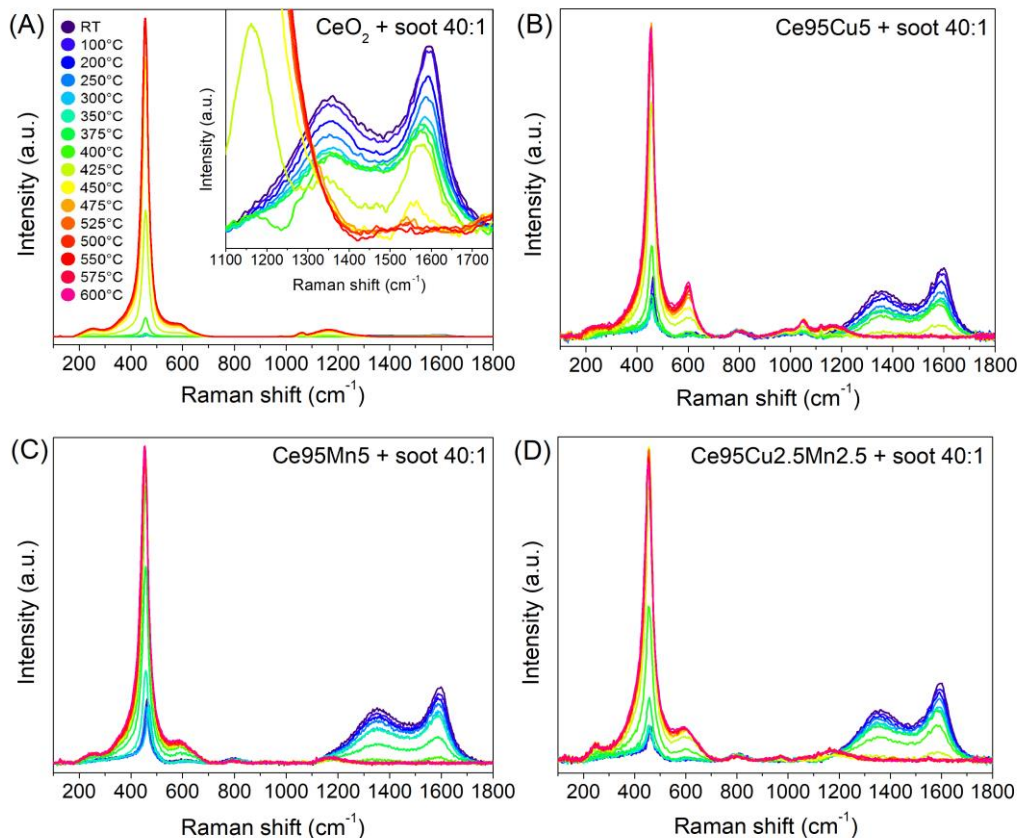 (A)
CeO₂ + soot 40:1
RT
100°C
200°C
250°C
300°C
350°C
375°C
400°C
425°C
450°C
475°C
525°C
500°C
550°C
575°C
600°C
Intensity (a.u.)
Intensity (a.u.)
1100 1200 1300 1400 1500 1600 1700
Raman shift (cm⁻¹)
200 400 600 800 1000 1200 1400 1600 1800
Raman shift (cm⁻¹)
(B)
Ce95Cu5 + soot 40:1
Intensity (a.u.)
200 400 600 800 1000 1200 1400 1600 1800
Raman shift (cm⁻¹)
(C)
Ce95Mn5 + soot 40:1
Intensity (a.u.)
200 400 600 800 1000 1200 1400 1600 1800
Raman shift (cm⁻¹)
(D)
Ce95Cu2.5Mn2.5 + soot 40:1
Intensity (a.u.)
200 400 600 800 1000 1200 1400 1600 1800
Raman shift (cm⁻¹)